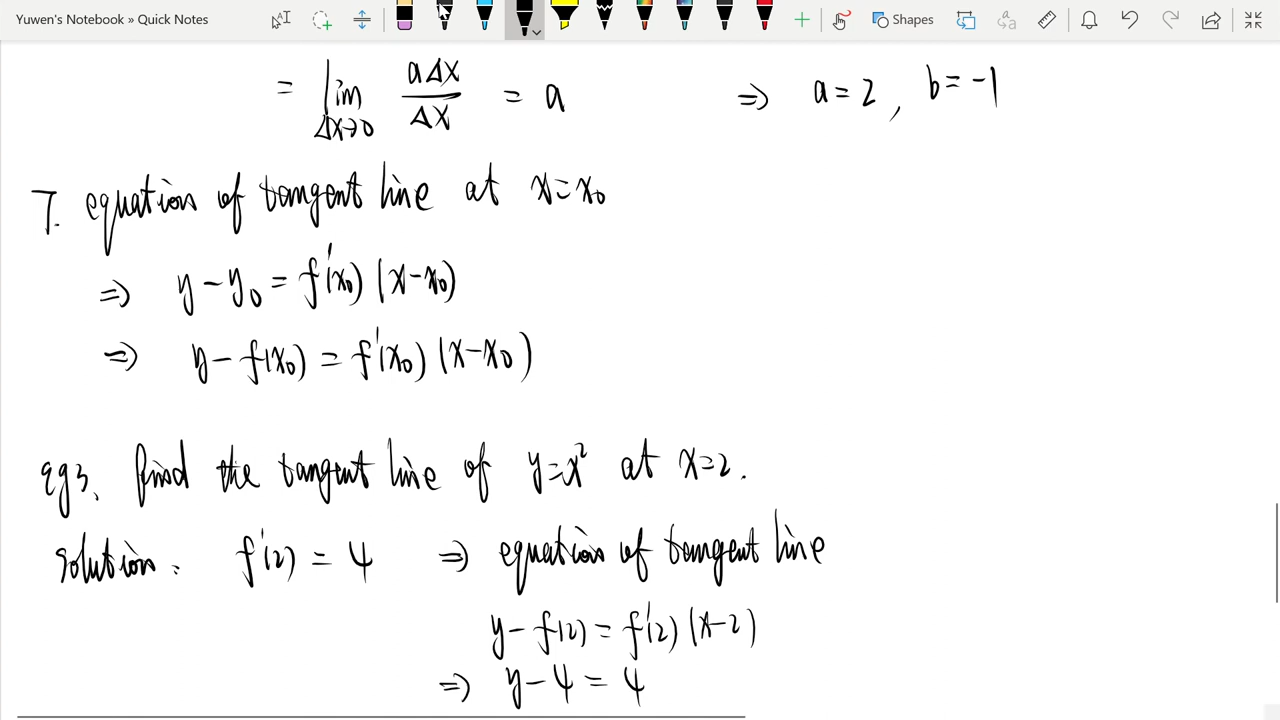 Yuwen's Notebook » Quick Notes
Shapes
= lim Δx→0 aΔx/Δx = a ⇒ a=2, b=-1
7. equation of tangent line at x=x₀
⇒ y-y₀ = f'(x₀) (x-x₀)
⇒ y-f(x₀) = f'(x₀) (x-x₀)
eg3. find the tangent line of y=x² at x=2.
Solution: f'(2) = 4 ⇒ equation of tangent line
y-f(2) = f'(2) (x-2)
⇒ y-4 = 4